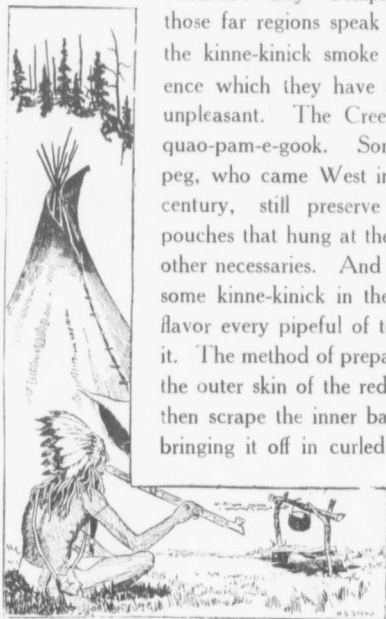 those far regions speak
the kinne-kinick smoke
ence which they have
unpleasant. The Cree
quao-pam-e-gook. Son
peg, who came West in
century, still preserve
pouches that hung at the
other necessaries. And
some kinne-kinick in the
flavor every pipeful of t
it. The method of prepa
the outer skin of the red
then scrape the inner ba
bringing it off in curled